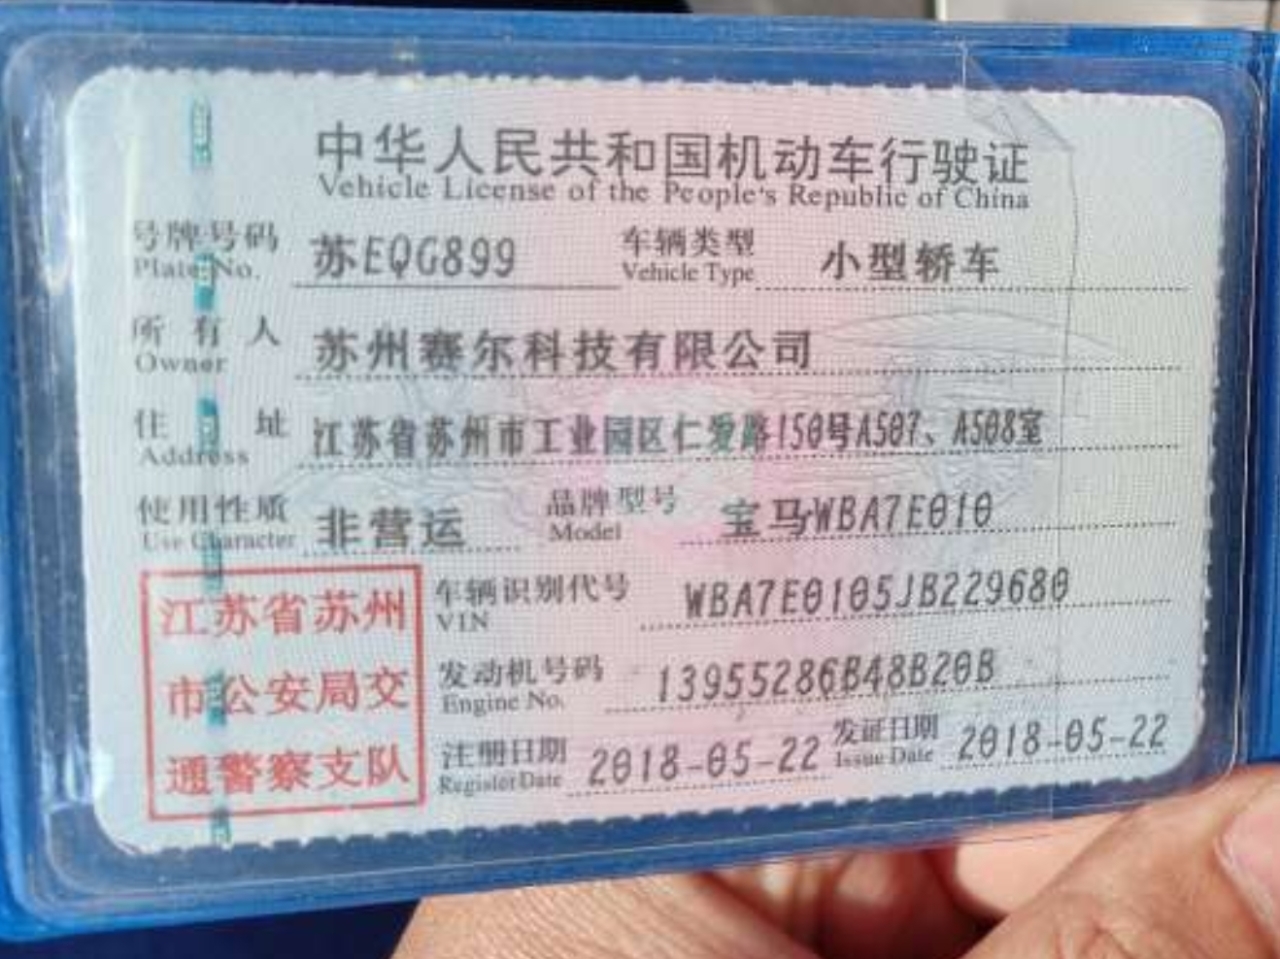 中华人民共和国机动车行驶证
Vehicle License of the People's Republic of China
号牌号码 苏EQG899 车辆类型 小型轿车
Plate No. Vehicle Type
所有人 苏州赛尔科技有限公司
Owner
住址 江苏省苏州市工业园区仁爱路150号A507、A508室
Address
使用性质 非营运 品牌型号 宝马WBA7E010
Use Character Model
江苏省苏州
市公安局交
通警察支队
车辆识别代号 WBA7E0105JB229680
VIN
发动机号码 13955286B48B20B
Engine No.
注册日期 2018-05-22 发证日期 2018-05-22
Register Date Issue Date